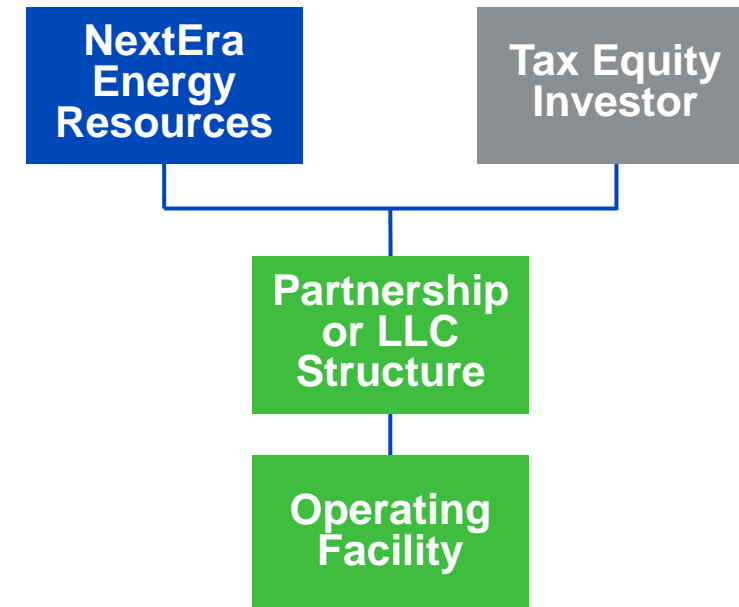 NextEra
Energy
Resources
Tax Equity
Investor
Partnership
or LLC
Structure
Operating
Facility